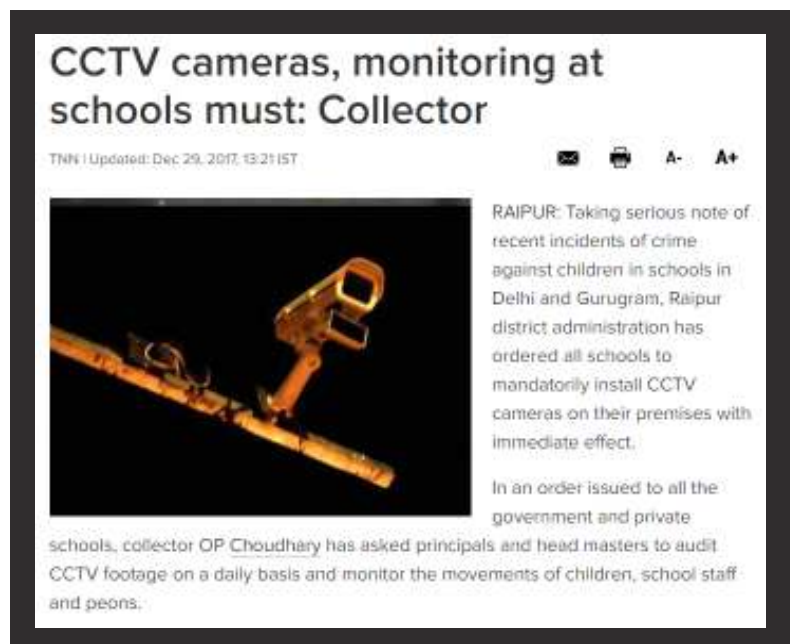 CCTV cameras, monitoring at
schools must: Collector
TNN | Updated: Dec 29, 2017, 13:21 IST
A-
A+
RAIPUR: Taking serious note of
recent incidents of crime
against children in schools in
Delhi and Gurugram, Raipur
district administration has
ordered all schools to
mandatorily install CCTV
cameras on their premises with
immediate effect.
In an order issued to all the
government and private
schools, collector OP Choudhary has asked principals and head masters to audit
CCTV footage on a daily basis and monitor the movements of children, school staff
and peons.